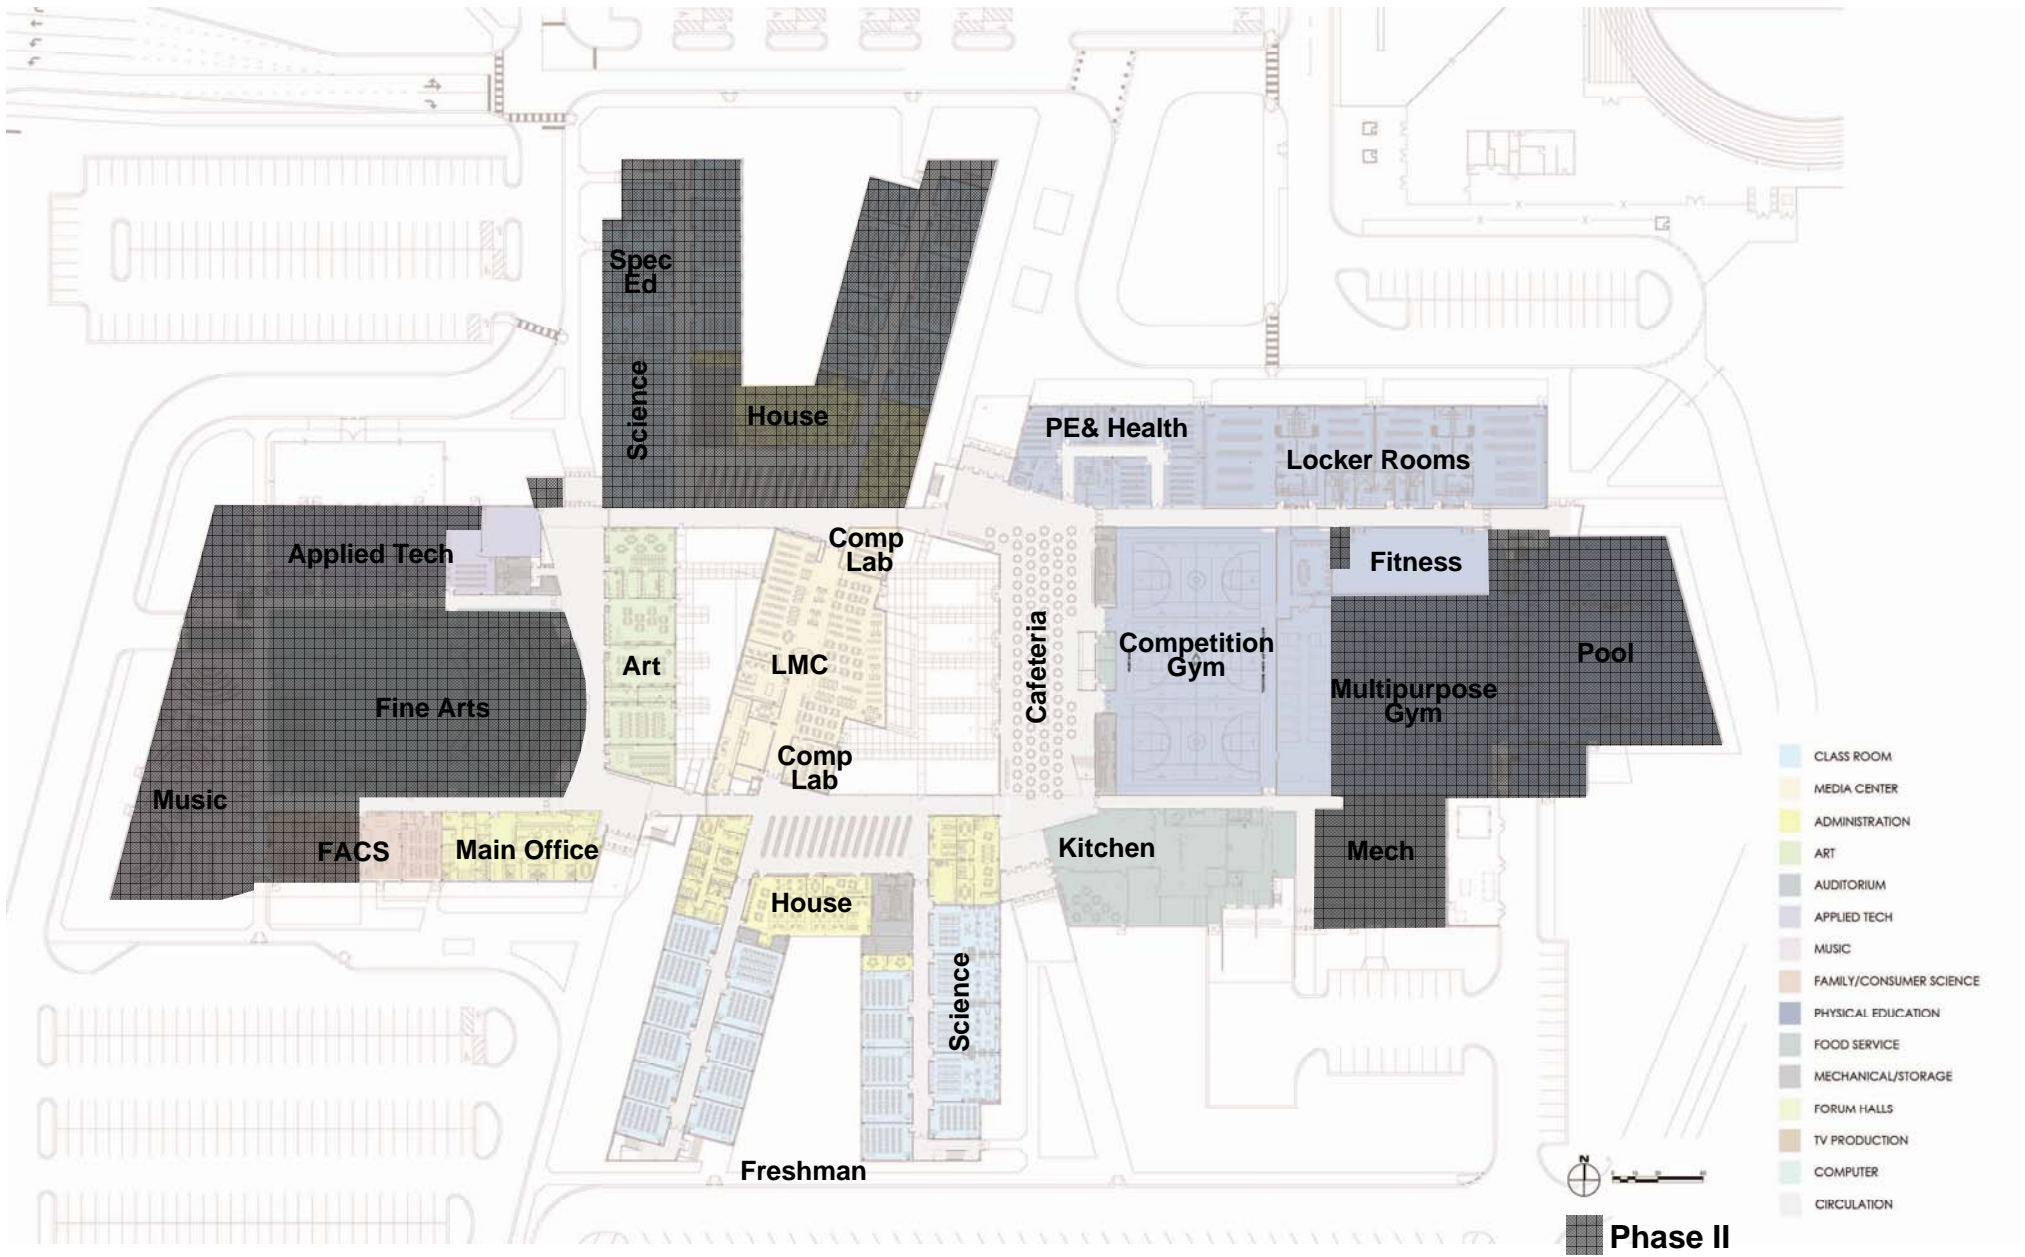 Spec
Ed
Science
House
PE& Health
Locker Rooms
Applied Tech
Comp
Lab
Fitness
Cafeteria
Competition
Gym
Pool
Art
LMC
Fine Arts
Multipurpose
Gym
Comp
Lab
Music
FACS
Main Office
Kitchen
Mech
House
Science
Freshman
CLASS ROOM
MEDIA CENTER
ADMINISTRATION
ART
AUDITORIUM
APPLIED TECH
MUSIC
FAMILY/CONSUMER SCIENCE
PHYSICAL EDUCATION
FOOD SERVICE
MECHANICAL/STORAGE
FORUM HALLS
TV PRODUCTION
COMPUTER
CIRCULATION
N
Phase II